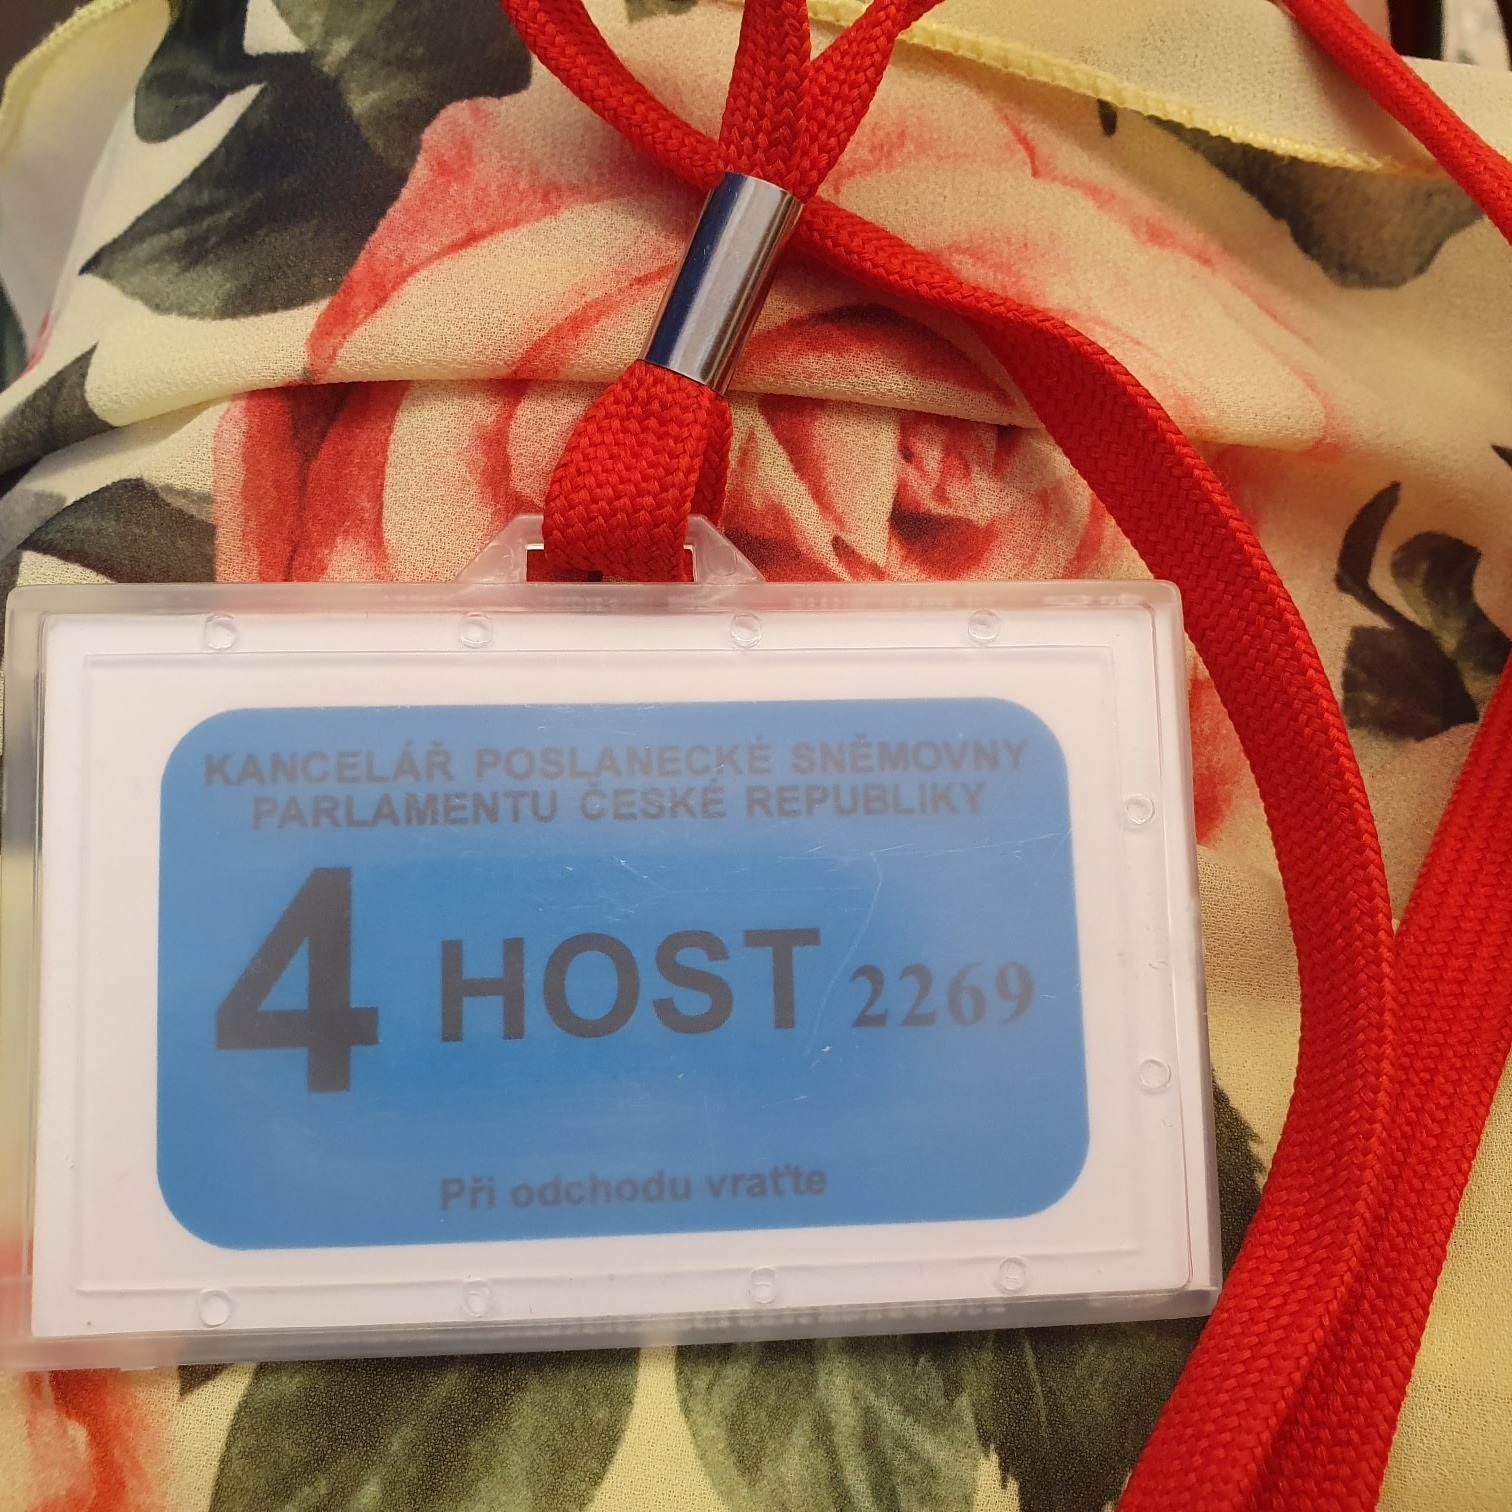 KANCELÁŘ POSLANECKÉ SNĚMOVNY
PARLAMENTU ČESKÉ REPUBLIKY
4 HOST 2269
Při odchodu vraťte